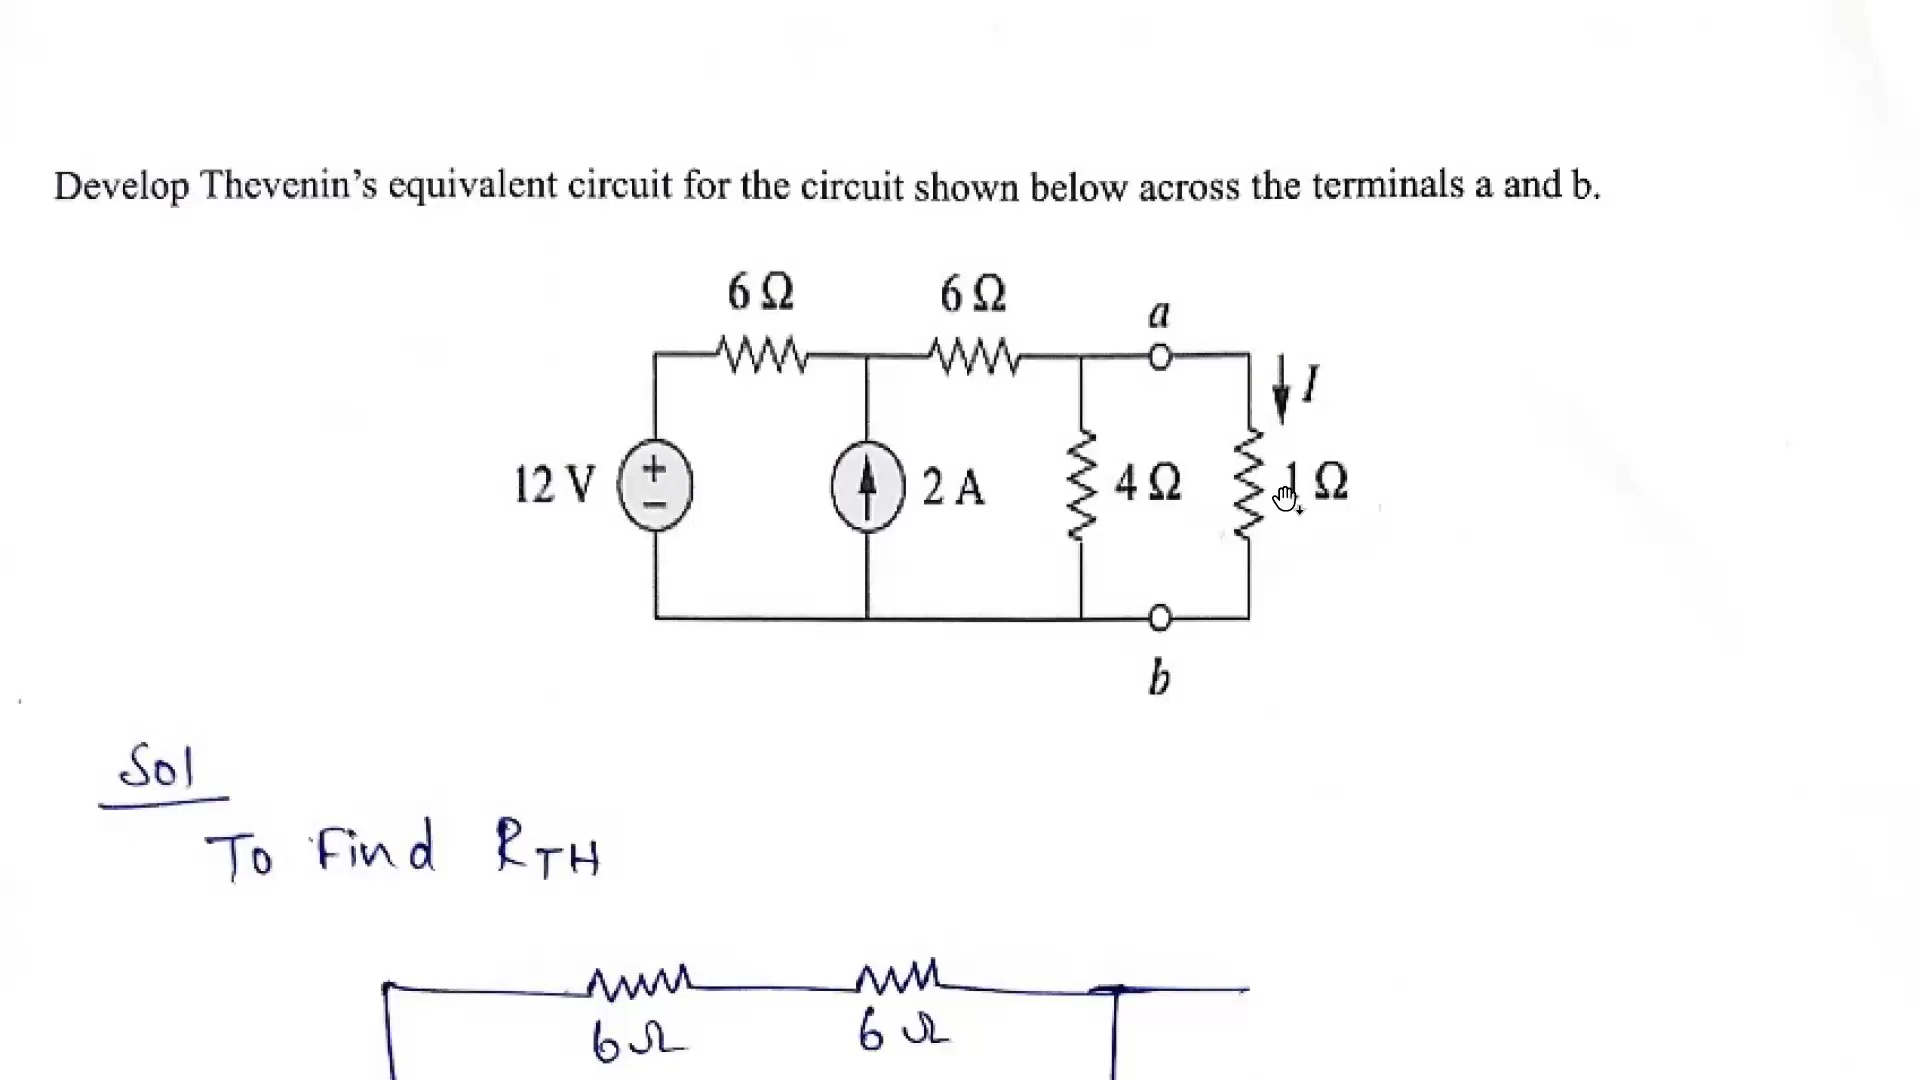 Develop Thevenin's equivalent circuit for the circuit shown below across the terminals a and b.
6 Ω 6 Ω
a
I
12 V + − 2 A 4 Ω 1 Ω
b
Sol
To Find RTH
6Ω 6Ω